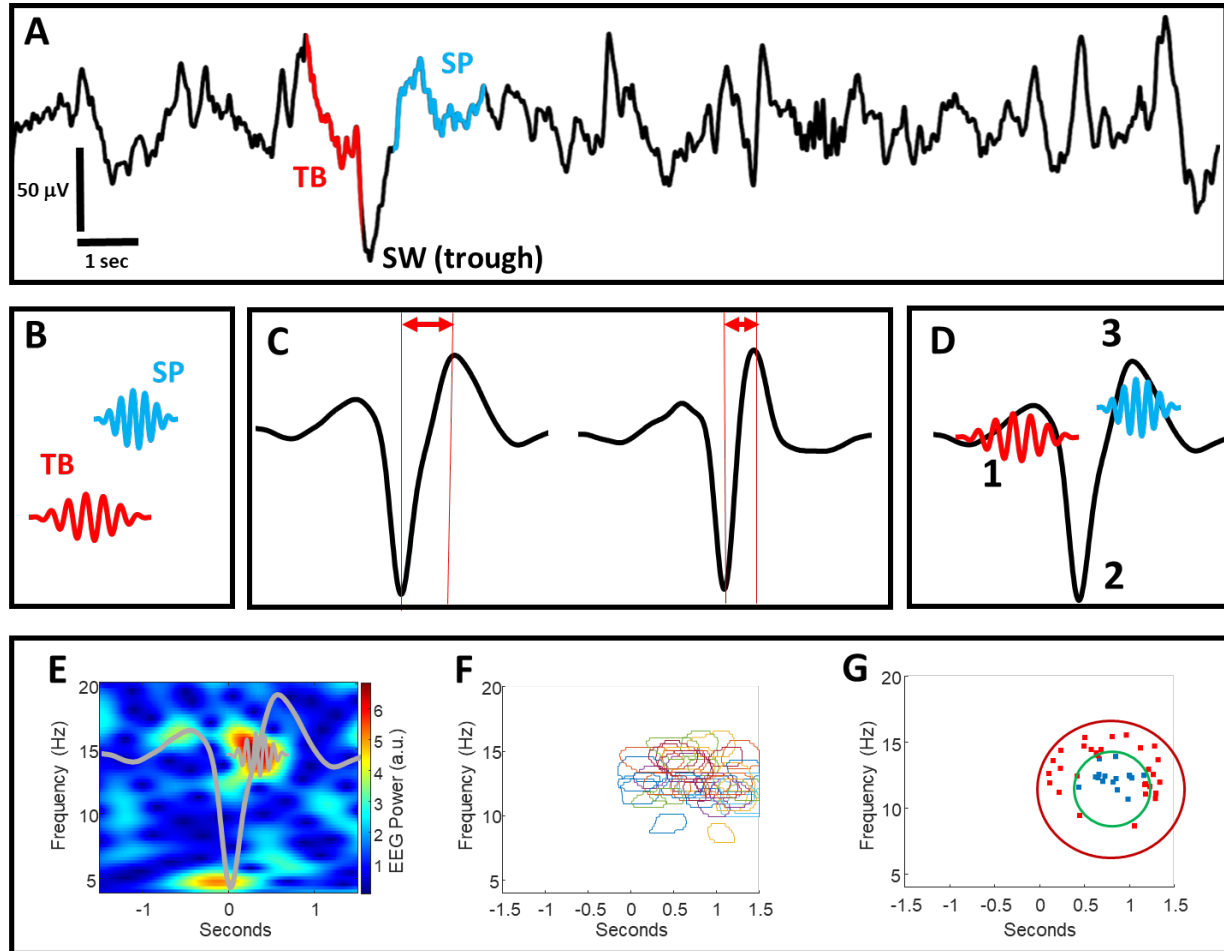 A
SP
TB
50 μV
1 sec
SW (trough)
B
SP
TB
C
D
3
1
2
E
20
15
10
5
Frequency (Hz)
-1 0 1
Seconds
6
5
4
3
2
1
EEG Power (a.u.)
F
20
15
10
5
Frequency (Hz)
-1.5 -1 -0.5 0 0.5 1 1.5
Seconds
G
20
15
10
5
Frequency (Hz)
-1.5 -1 -0.5 0 0.5 1 1.5
Seconds